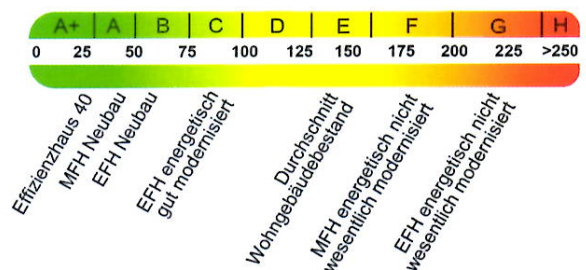 A+ A B C D E F G H
0 25 50 75 100 125 150 175 200 225 >250
Effizienzhaus 40
MFH Neubau
EFH Neubau
EFH energetisch
gut modernisiert
Durchschnitt
Wohngebäudebestand
MFH energetisch nicht
wesentlich modernisiert
EFH energetisch nicht
wesentlich modernisiert